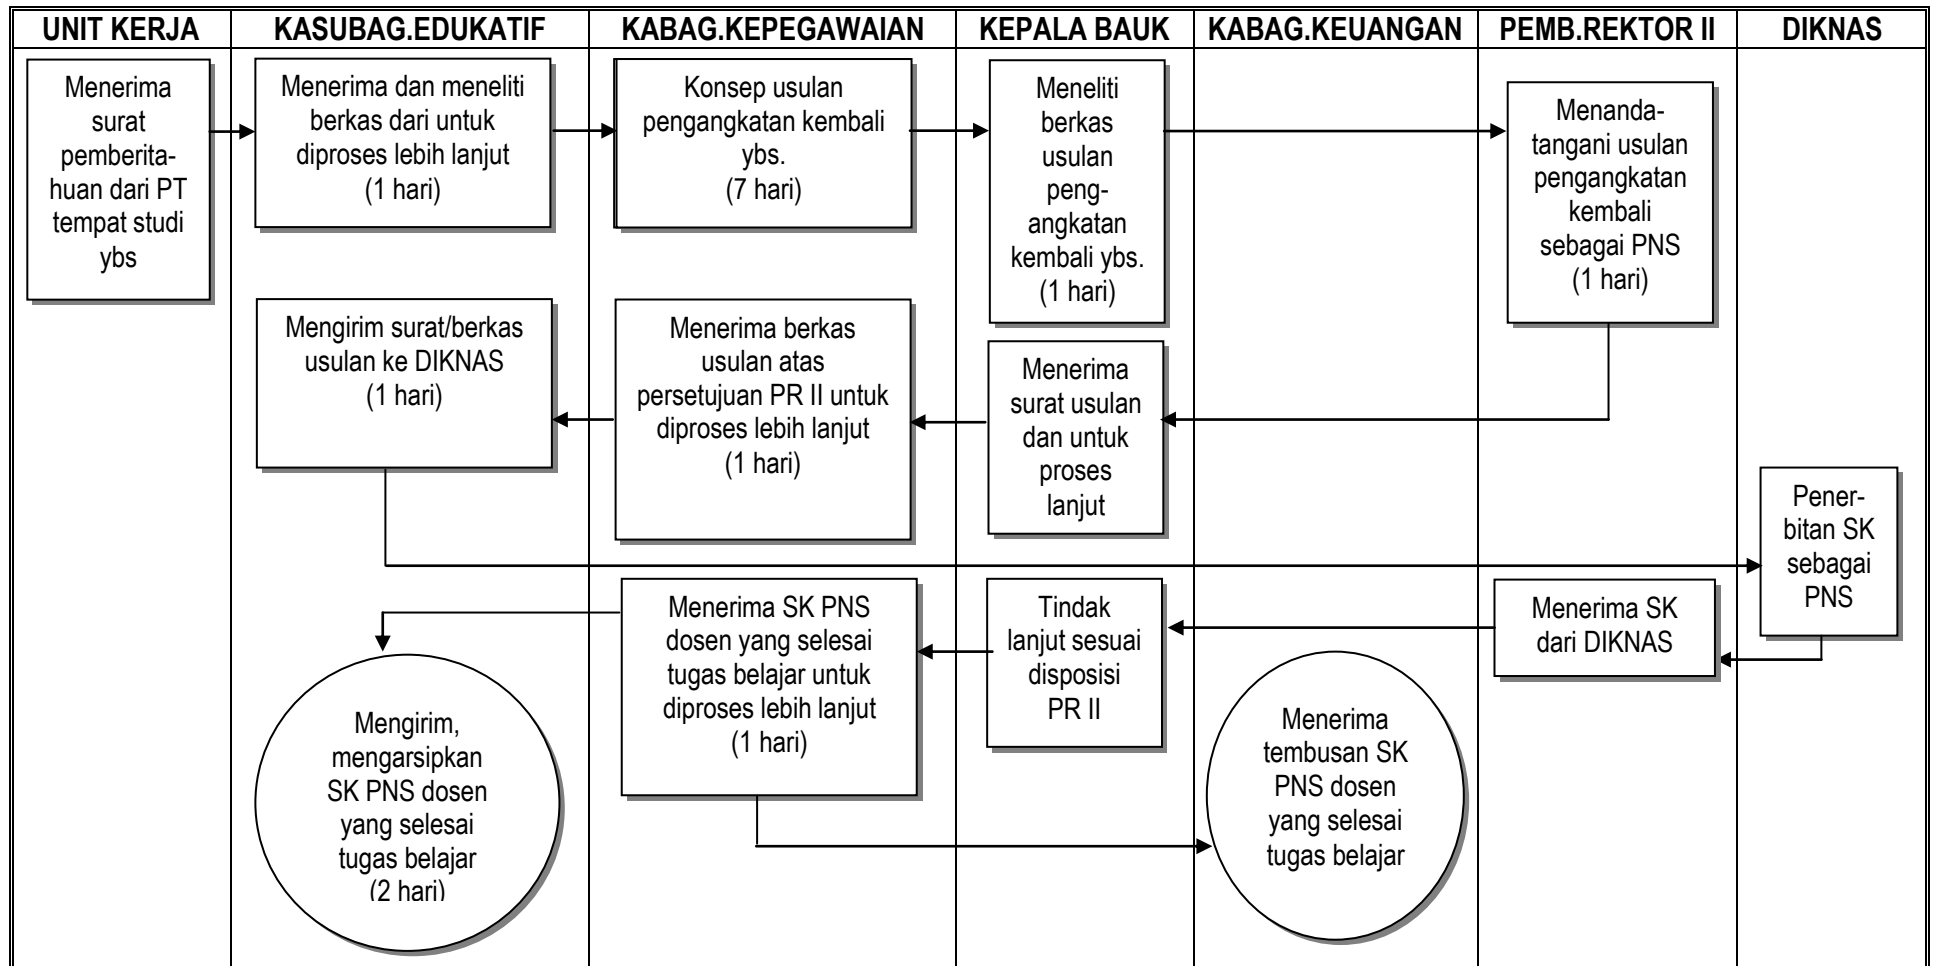 UNIT KERJA
KASUBAG.EDUKATIF
KABAG.KEPEGAWAIAN
KEPALA BAUK
KABAG.KEUANGAN
PEMB.REKTOR II
DIKNAS
Menerima
surat
pemberita-
huan dari PT
tempat studi
ybs
Menerima dan meneliti
berkas dari untuk
diproses lebih lanjut
(1 hari)
Konsep usulan
pengangkatan kembali
ybs.
(7 hari)
Meneliti
berkas
usulan
peng-
angkatan
kembali ybs.
(1 hari)
Menanda-
tangani usulan
pengangkatan
kembali
sebagai PNS
(1 hari)
Mengirim surat/berkas
usulan ke DIKNAS
(1 hari)
Menerima berkas
usulan atas
persetujuan PR II untuk
diproses lebih lanjut
(1 hari)
Menerima
surat usulan
dan untuk
proses
lanjut
Pener-
bitan SK
sebagai
PNS
Menerima SK PNS
dosen yang selesai
tugas belajar untuk
diproses lebih lanjut
(1 hari)
Tindak
lanjut sesuai
disposisi
PR II
Menerima SK
dari DIKNAS
Mengirim,
mengarsipkan
SK PNS dosen
yang selesai
tugas belajar
(2 hari)
Menerima
tembusan SK
PNS dosen
yang selesai
tugas belajar